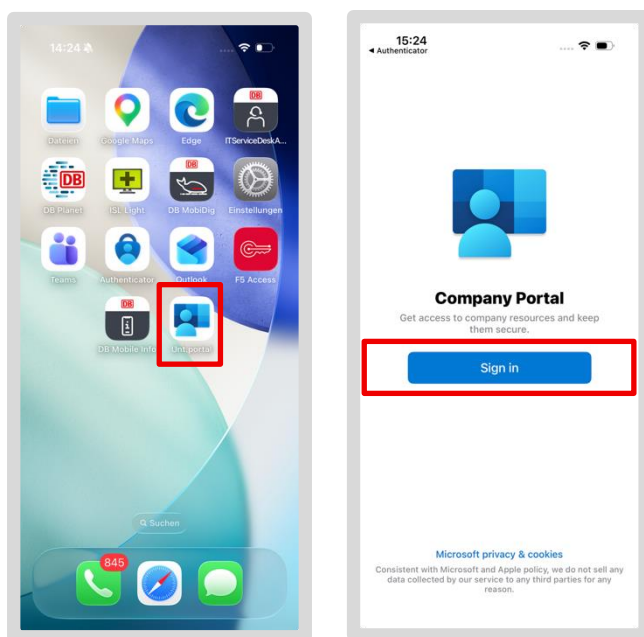 14:24
DB
Dateien
Google Maps
Edge
ITServiceDeskA...
DB
DB
DB Planet
ISL Light
DB MobiDig
Einstellungen
Teams
Authenticator
Outlook
F5 Access
DB
DB Mobile Info
Unt.portal
Suchen
845
15:24
Authenticator
Company Portal
Get access to company resources and keep
them secure.
Sign in
Microsoft privacy & cookies
Consistent with Microsoft and Apple policy, we do not sell any
data collected by our service to any third parties for any
reason.